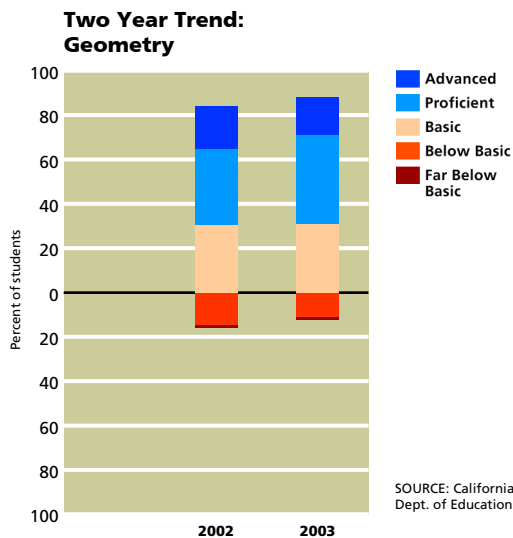 Two Year Trend:
Geometry
100
80
60
40
20
0
20
40
60
80
100
Percent of students
2002
2003
Advanced
Proficient
Basic
Below Basic
Far Below
Basic
SOURCE: California
Dept. of Education